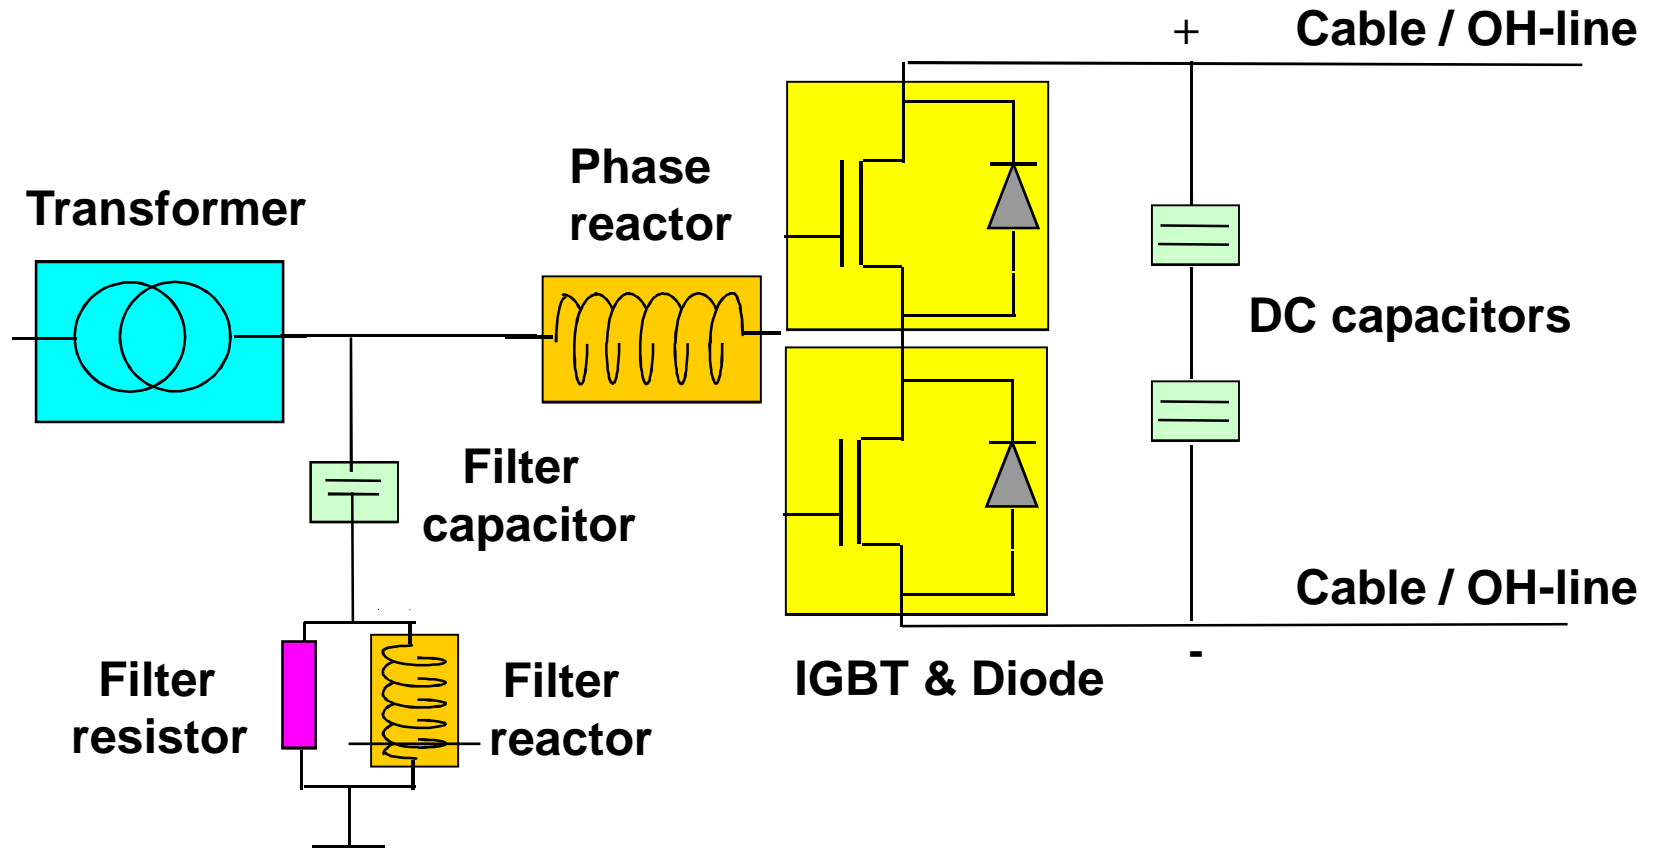 +
Cable / OH-line
Phase
reactor
Transformer
DC capacitors
Filter
capacitor
Cable / OH-line
-
IGBT & Diode
Filter
resistor
Filter
reactor